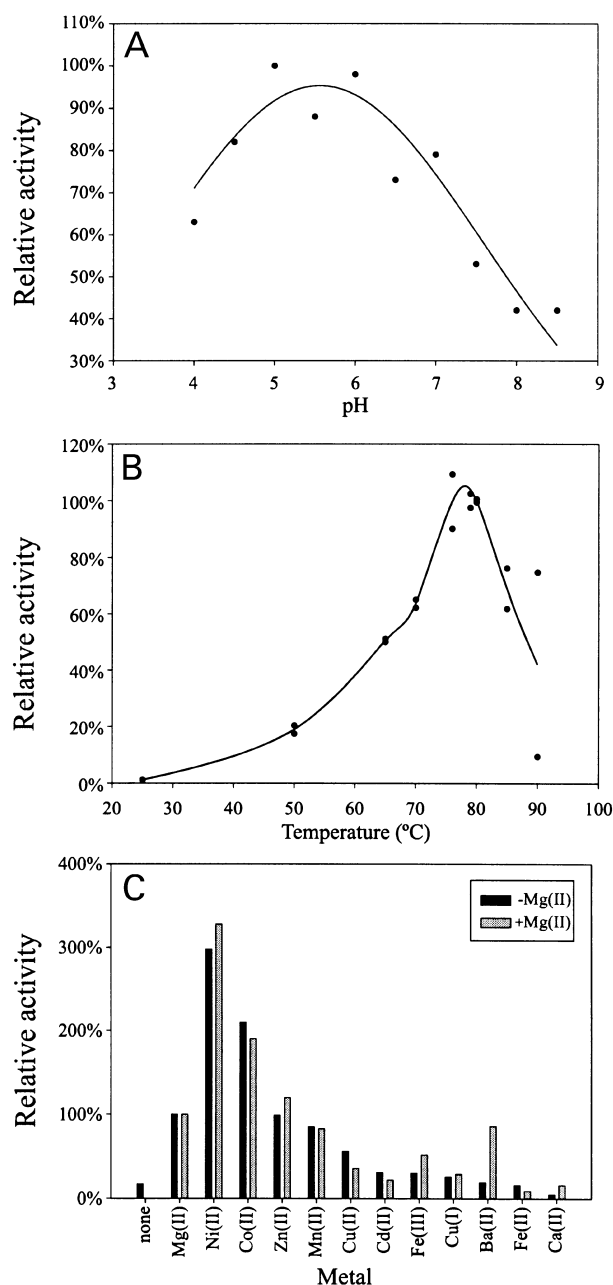 A
110%
100%
90%
80%
70%
60%
50%
40%
30%
Relative activity
3 4 5 6 7 8 9
pH
B
120%
100%
80%
60%
40%
20%
0%
Relative activity
20 30 40 50 60 70 80 90 100
Temperature (ºC)
C
400%
300%
200%
100%
0%
Relative activity
-Mg(II)
+Mg(II)
none Mg(II) Ni(II) Co(II) Zn(II) Mn(II) Cu(II) Cd(II) Fe(III) Cu(I) Ba(II) Fe(II) Ca(II)
Metal